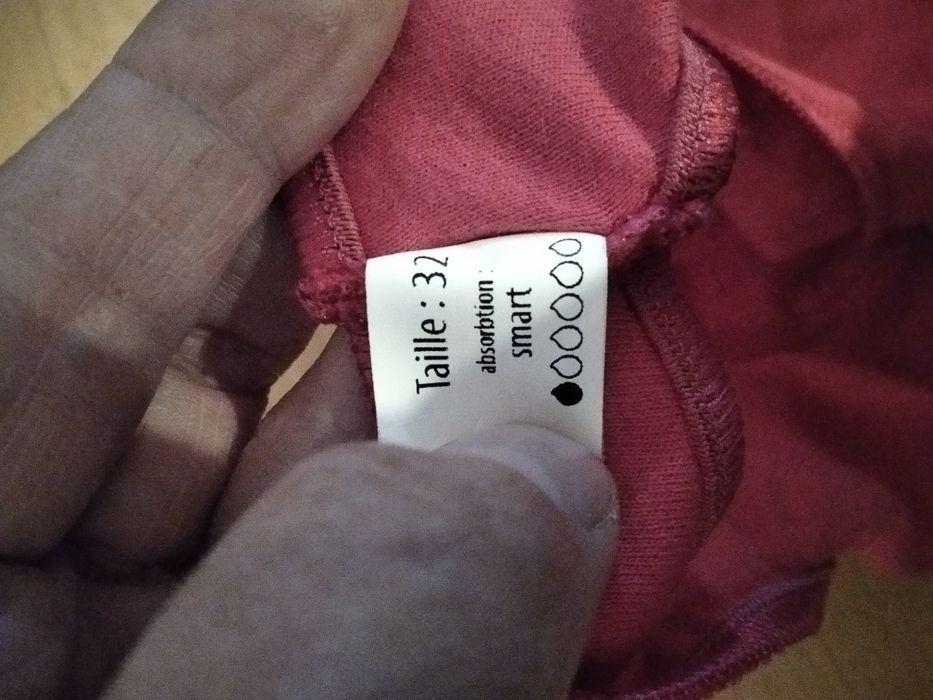 Taille : 32
absorbtion :
smart